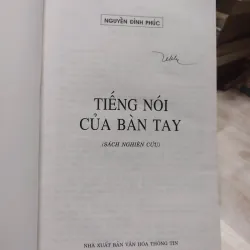 NGUYỄN ĐÌNH PHÚC
TIẾNG NÓI
CỦA BÀN TAY
(SÁCH NGHIÊN CỨU)
NHÀ XUẤT BẢN VĂN HÓA THÔNG TIN